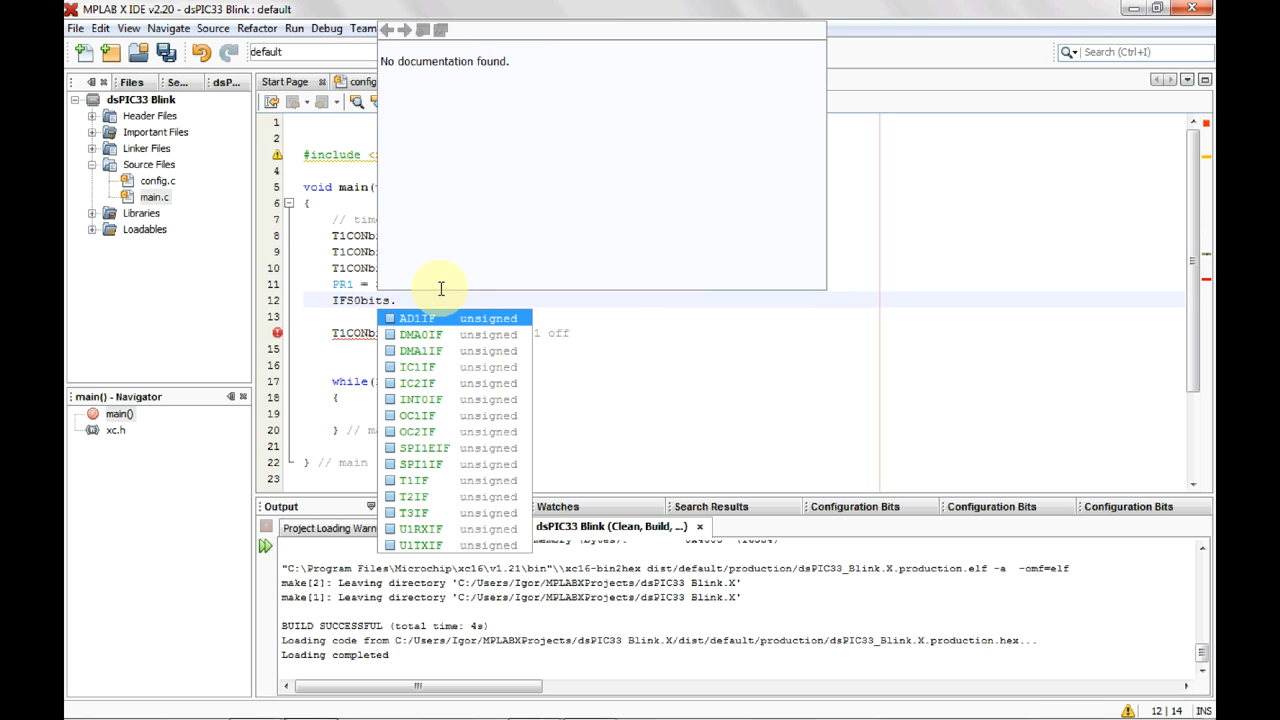 MPLAB X IDE v2.20 - dsPIC33 Blink : default
File Edit View Navigate Source Refactor Run Debug Team
default
Search (Ctrl+I)
No documentation found.
Files Se... dsP...
Start Page config
dsPIC33 Blink
Header Files
Important Files
Linker Files
Source Files
config.c
main.c
Libraries
Loadables
1
2
#include <
4
5 void main(
6 {
7 // time
8 T1CONb
9 T1CONb
10 T1CONb
11 PR1 =
12 IFS0bits.
13
T1CONb 1 off
15
16
17 while(
18 {
19
20 } // ma
21
22 } // main
23
AD1IF unsigned
DMA0IF unsigned
DMA1IF unsigned
IC1IF unsigned
IC2IF unsigned
INT0IF unsigned
OC1IF unsigned
OC2IF unsigned
SPI1EIF unsigned
SPI1IF unsigned
T1IF unsigned
T2IF unsigned
T3IF unsigned
U1RXIF unsigned
U1TXIF unsigned
main() - Navigator
main()
xc.h
Output Watches Search Results Configuration Bits Configuration Bits Configuration Bits
Project Loading Warn dsPIC33 Blink (Clean, Build, ...)
"C:\Program Files\Microchip\xc16\v1.21\bin"\\xc16-bin2hex dist/default/production/dsPIC33_Blink.X.production.elf -a -omf=elf
make[2]: Leaving directory 'C:/Users/Igor/MPLABXProjects/dsPIC33 Blink.X'
make[1]: Leaving directory 'C:/Users/Igor/MPLABXProjects/dsPIC33 Blink.X'
BUILD SUCCESSFUL (total time: 4s)
Loading code from C:/Users/Igor/MPLABXProjects/dsPIC33 Blink.X/dist/default/production/dsPIC33_Blink.X.production.hex...
Loading completed
12 | 14 INS